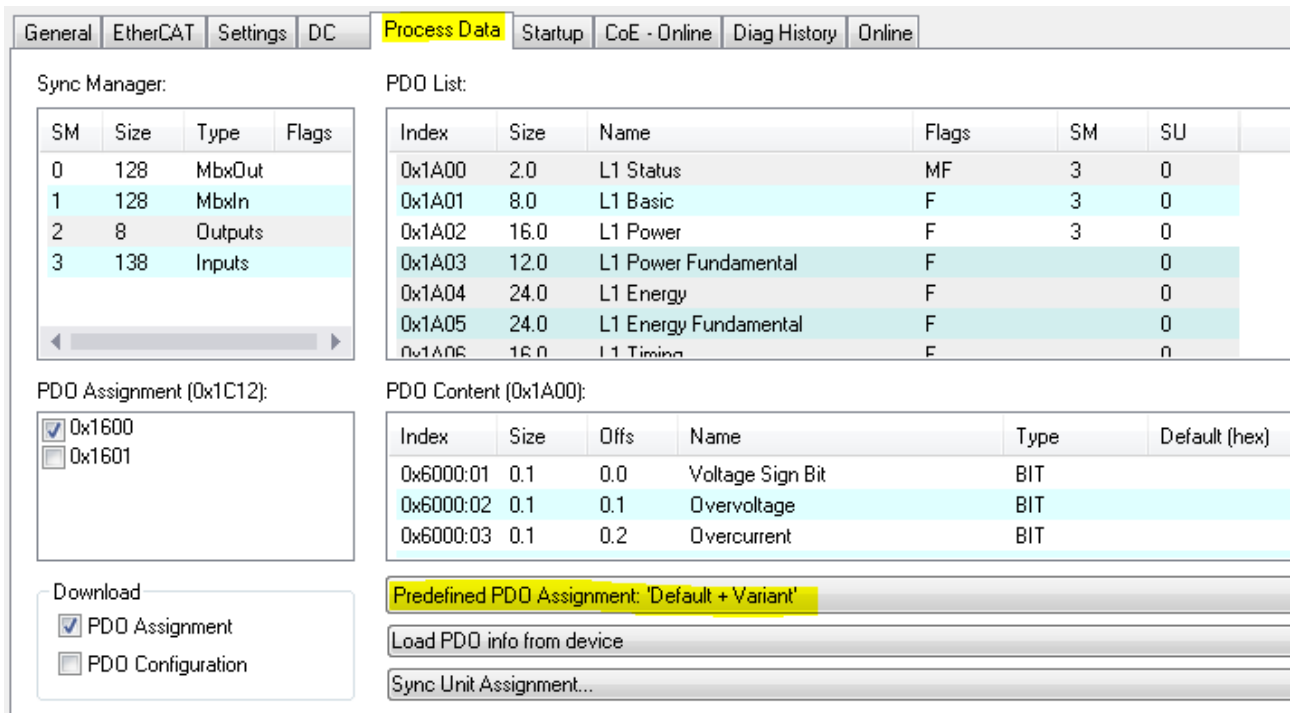 General EtherCAT Settings DC Process Data Startup CoE - Online Diag History Online
Sync Manager:
SM Size Type Flags
0 128 MbxOut
1 128 MbxIn
2 8 Outputs
3 138 Inputs
PDO List:
Index Size Name Flags SM SU
0x1A00 2.0 L1 Status MF 3 0
0x1A01 8.0 L1 Basic F 3 0
0x1A02 16.0 L1 Power F 3 0
0x1A03 12.0 L1 Power Fundamental F 0
0x1A04 24.0 L1 Energy F 0
0x1A05 24.0 L1 Energy Fundamental F 0
0x1A06 16.0 L1 Timing F 0
PDO Assignment (0x1C12):
0x1600
0x1601
PDO Content (0x1A00):
Index Size Offs Name Type Default (hex)
0x6000:01 0.1 0.0 Voltage Sign Bit BIT
0x6000:02 0.1 0.1 Overvoltage BIT
0x6000:03 0.1 0.2 Overcurrent BIT
Download
PDO Assignment
PDO Configuration
Predefined PDO Assignment: 'Default + Variant'
Load PDO info from device
Sync Unit Assignment...